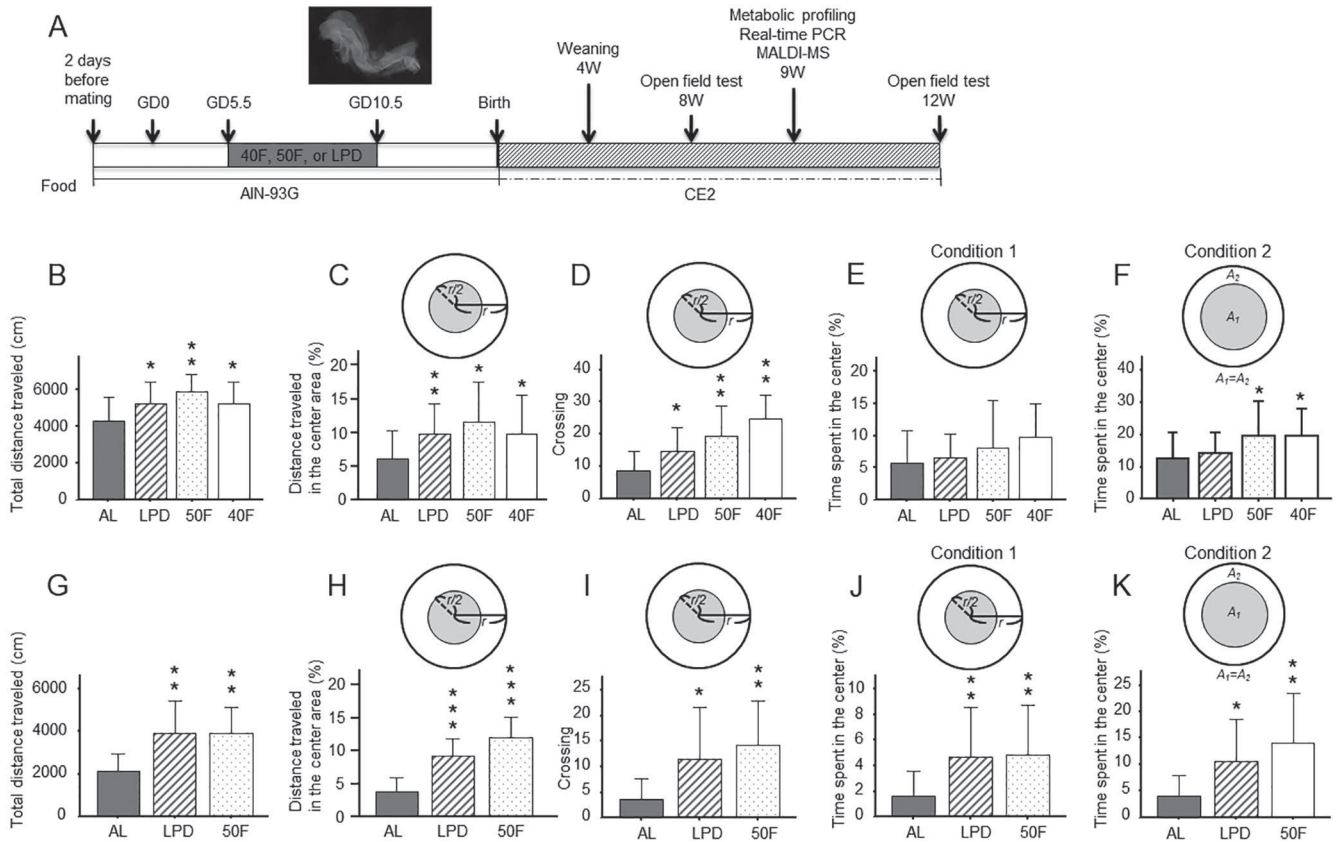 A
2 days
before
mating
GD0
GD5.5
GD10.5
Birth
Weaning
4W
Open field test
8W
Metabolic profiling
Real-time PCR
MALDI-MS
9W
Open field test
12W
40F, 50F, or LPD
Food
AIN-93G
CE2
B
Total distance traveled (cm)
6000
4000
2000
0
*
* *
*
AL LPD 50F 40F
C
r/2
r
Distance traveled
in the center area (%)
20
15
10
5
0
* *
*
*
AL LPD 50F 40F
D
r/2
r
Crossing
40
30
20
10
0
*
* *
* *
AL LPD 50F 40F
E
Condition 1
r/2
r
Time spent in the center (%)
20
15
10
5
0
AL LPD 50F 40F
F
Condition 2
A2
A1
A1=A2
Time spent in the center (%)
40
30
20
10
0
*
*
AL LPD 50F 40F
G
Total distance traveled (cm)
6000
4000
2000
0
* *
* *
AL LPD 50F
H
r/2
r
Distance traveled
in the center area (%)
20
15
10
5
0
* * *
* * *
AL LPD 50F
I
r/2
r
Crossing
25
20
15
10
5
0
*
* *
AL LPD 50F
J
Condition 1
r/2
r
Time spent in the center (%)
10
8
6
4
2
0
* *
* *
AL LPD 50F
K
Condition 2
A2
A1
A1=A2
Time spent in the center (%)
25
20
15
10
5
0
*
* *
AL LPD 50F